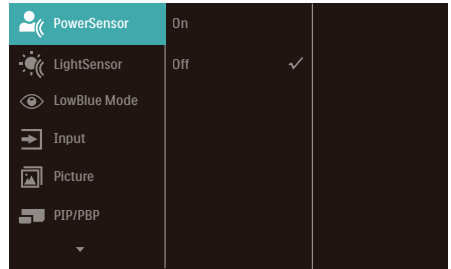 PowerSensor
On
LightSensor
Off
LowBlue Mode
Input
Picture
PIP/PBP